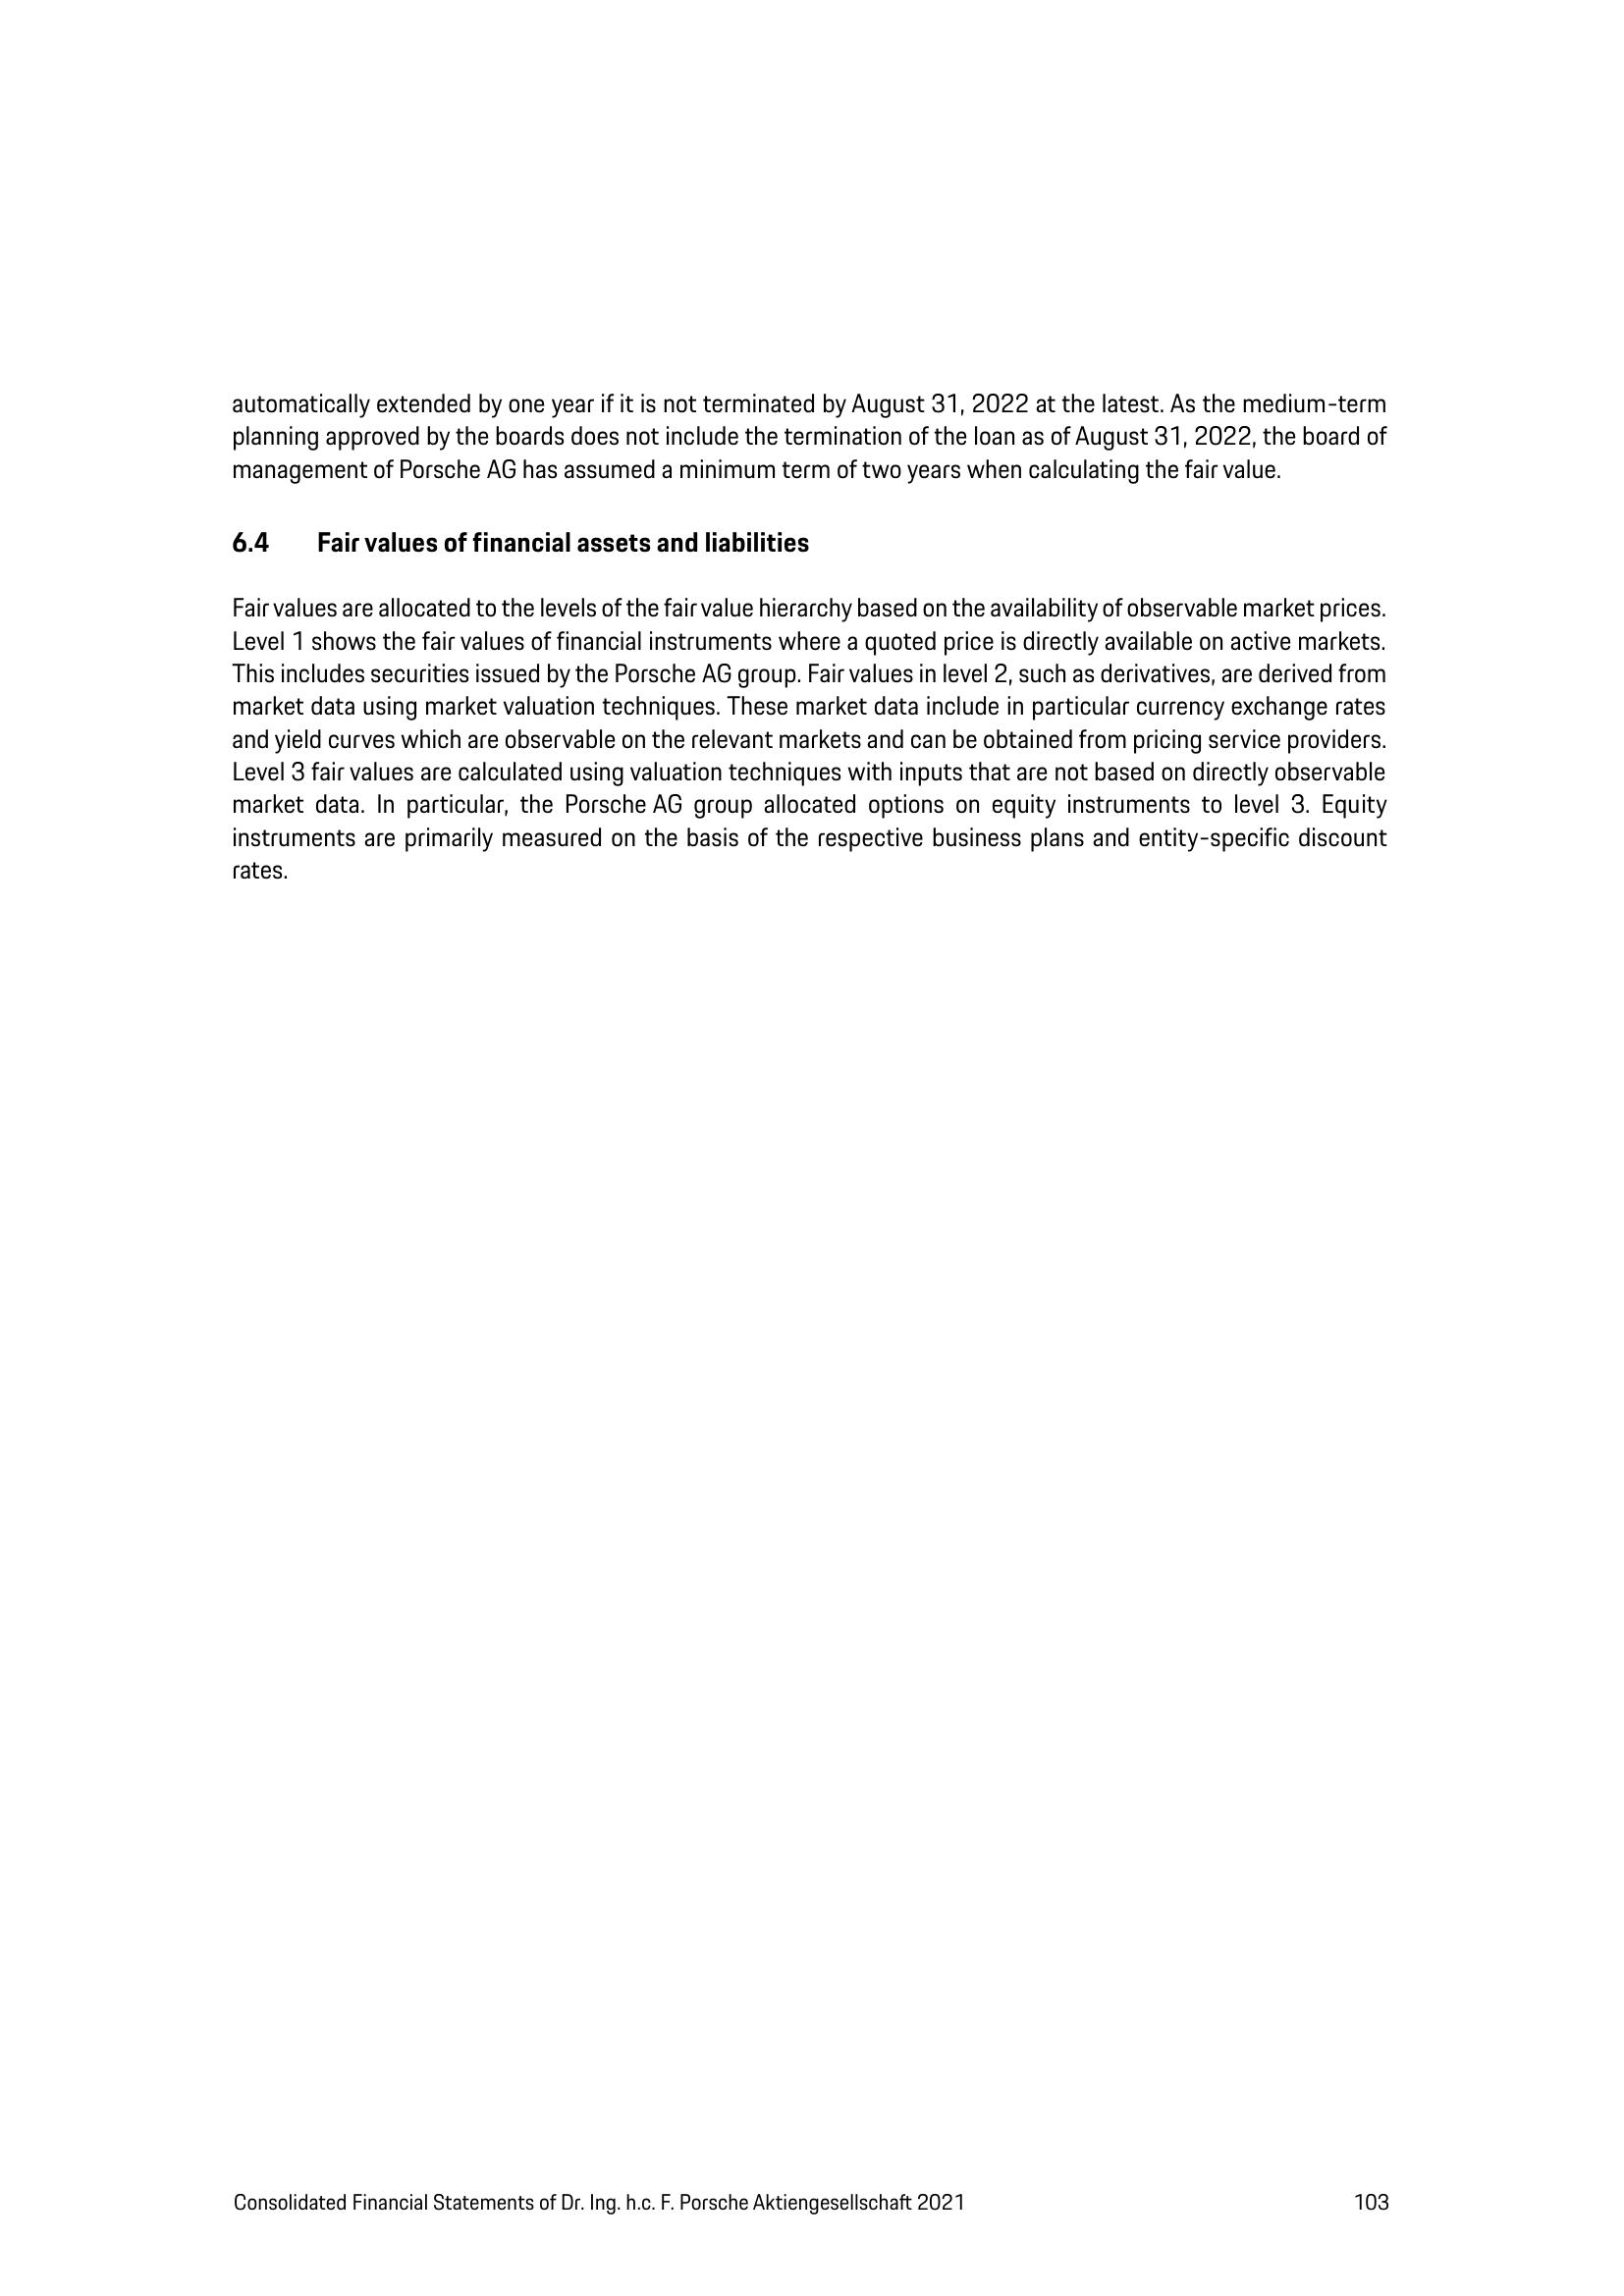 automatically extended by one year if it is not terminated by August 31, 2022 at the latest. As the medium-term
planning approved by the boards does not include the termination of the loan as of August 31, 2022, the board of
management of Porsche AG has assumed a minimum term of two years when calculating the fair value.
6.4 Fair values of financial assets and liabilities
Fair values are allocated to the levels of the fair value hierarchy based on the availability of observable market prices.
Level 1 shows the fair values of financial instruments where a quoted price is directly available on active markets.
This includes securities issued by the Porsche AG group. Fair values in level 2, such as derivatives, are derived from
market data using market valuation techniques. These market data include in particular currency exchange rates
and yield curves which are observable on the relevant markets and can be obtained from pricing service providers.
Level 3 fair values are calculated using valuation techniques with inputs that are not based on directly observable
market data. In particular, the Porsche AG group allocated options on equity instruments to level 3. Equity
instruments are primarily measured on the basis of the respective business plans and entity-specific discount
rates.
Consolidated Financial Statements of Dr. Ing. h.c. F. Porsche Aktiengesellschaft 2021 103